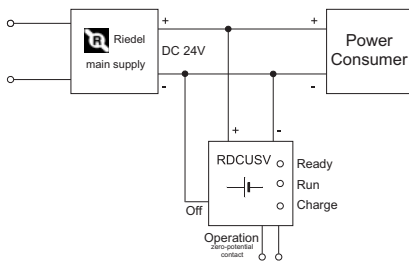 +
+
Riedel
main supply
DC 24V
Power
Consumer
-
-
+
-
RDCUSV
Ready
Run
Charge
Off
Operation
zero-potential
contact